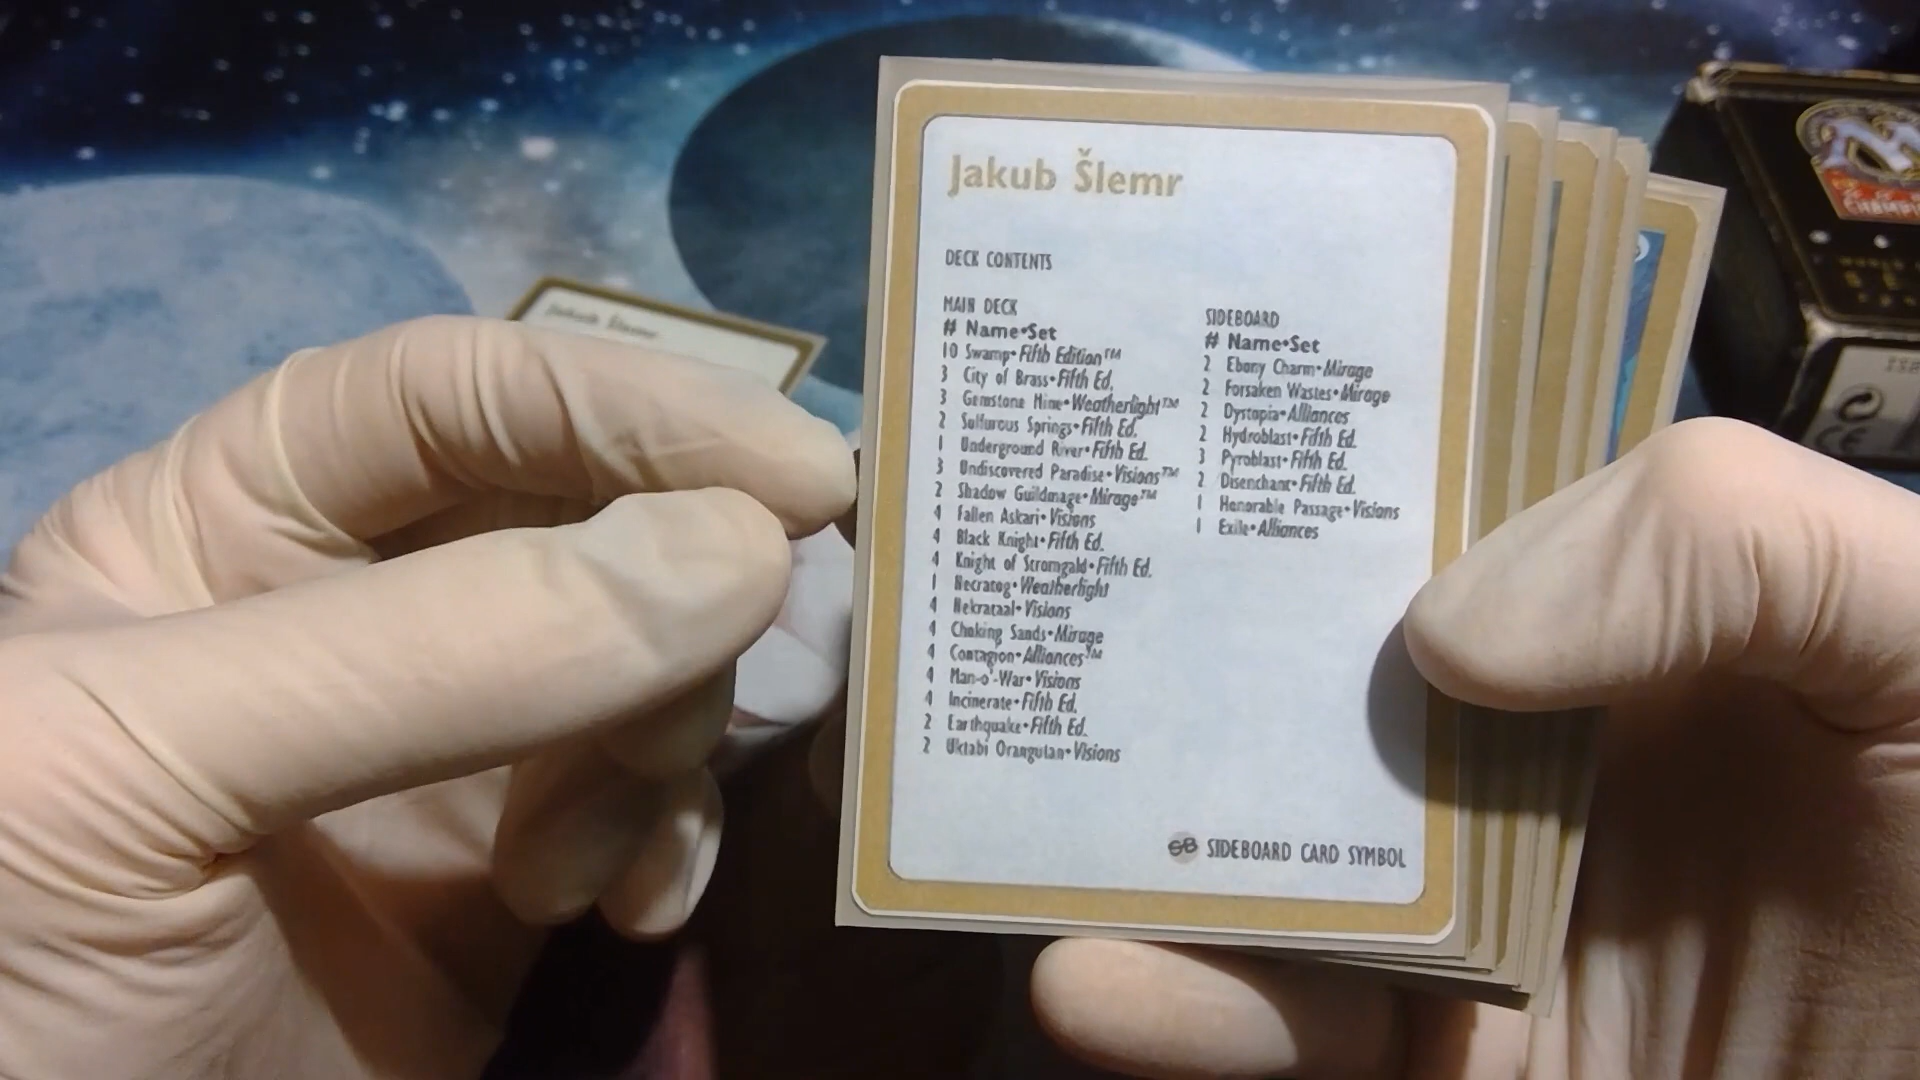 Jakub Šlemr
DECK CONTENTS
MAIN DECK
# Name•Set
10 Swamp•Fifth Edition™
3 City of Brass•Fifth Ed.
3 Gemstone Mine•Weatherlight™
2 Sulfurous Springs•Fifth Ed.
1 Underground River•Fifth Ed.
3 Undiscovered Paradise•Visions™
2 Shadow Guildmage•Mirage™
4 Fallen Askari•Visions
4 Black Knight•Fifth Ed.
4 Knight of Stromgald•Fifth Ed.
1 Necratog•Weatherlight
4 Nekrataal•Visions
4 Choking Sands•Mirage
4 Contagion•Alliances™
4 Man-o'-War•Visions
4 Incinerate•Fifth Ed.
2 Earthquake•Fifth Ed.
2 Uktabi Orangutan•Visions
SIDEBOARD
# Name•Set
2 Ebony Charm•Mirage
2 Forsaken Wastes•Mirage
2 Dystopia•Alliances
2 Hydroblast•Fifth Ed.
3 Pyroblast•Fifth Ed.
2 Disenchant•Fifth Ed.
1 Honorable Passage•Visions
1 Exile•Alliances
SB SIDEBOARD CARD SYMBOL
Jakub Šlemr